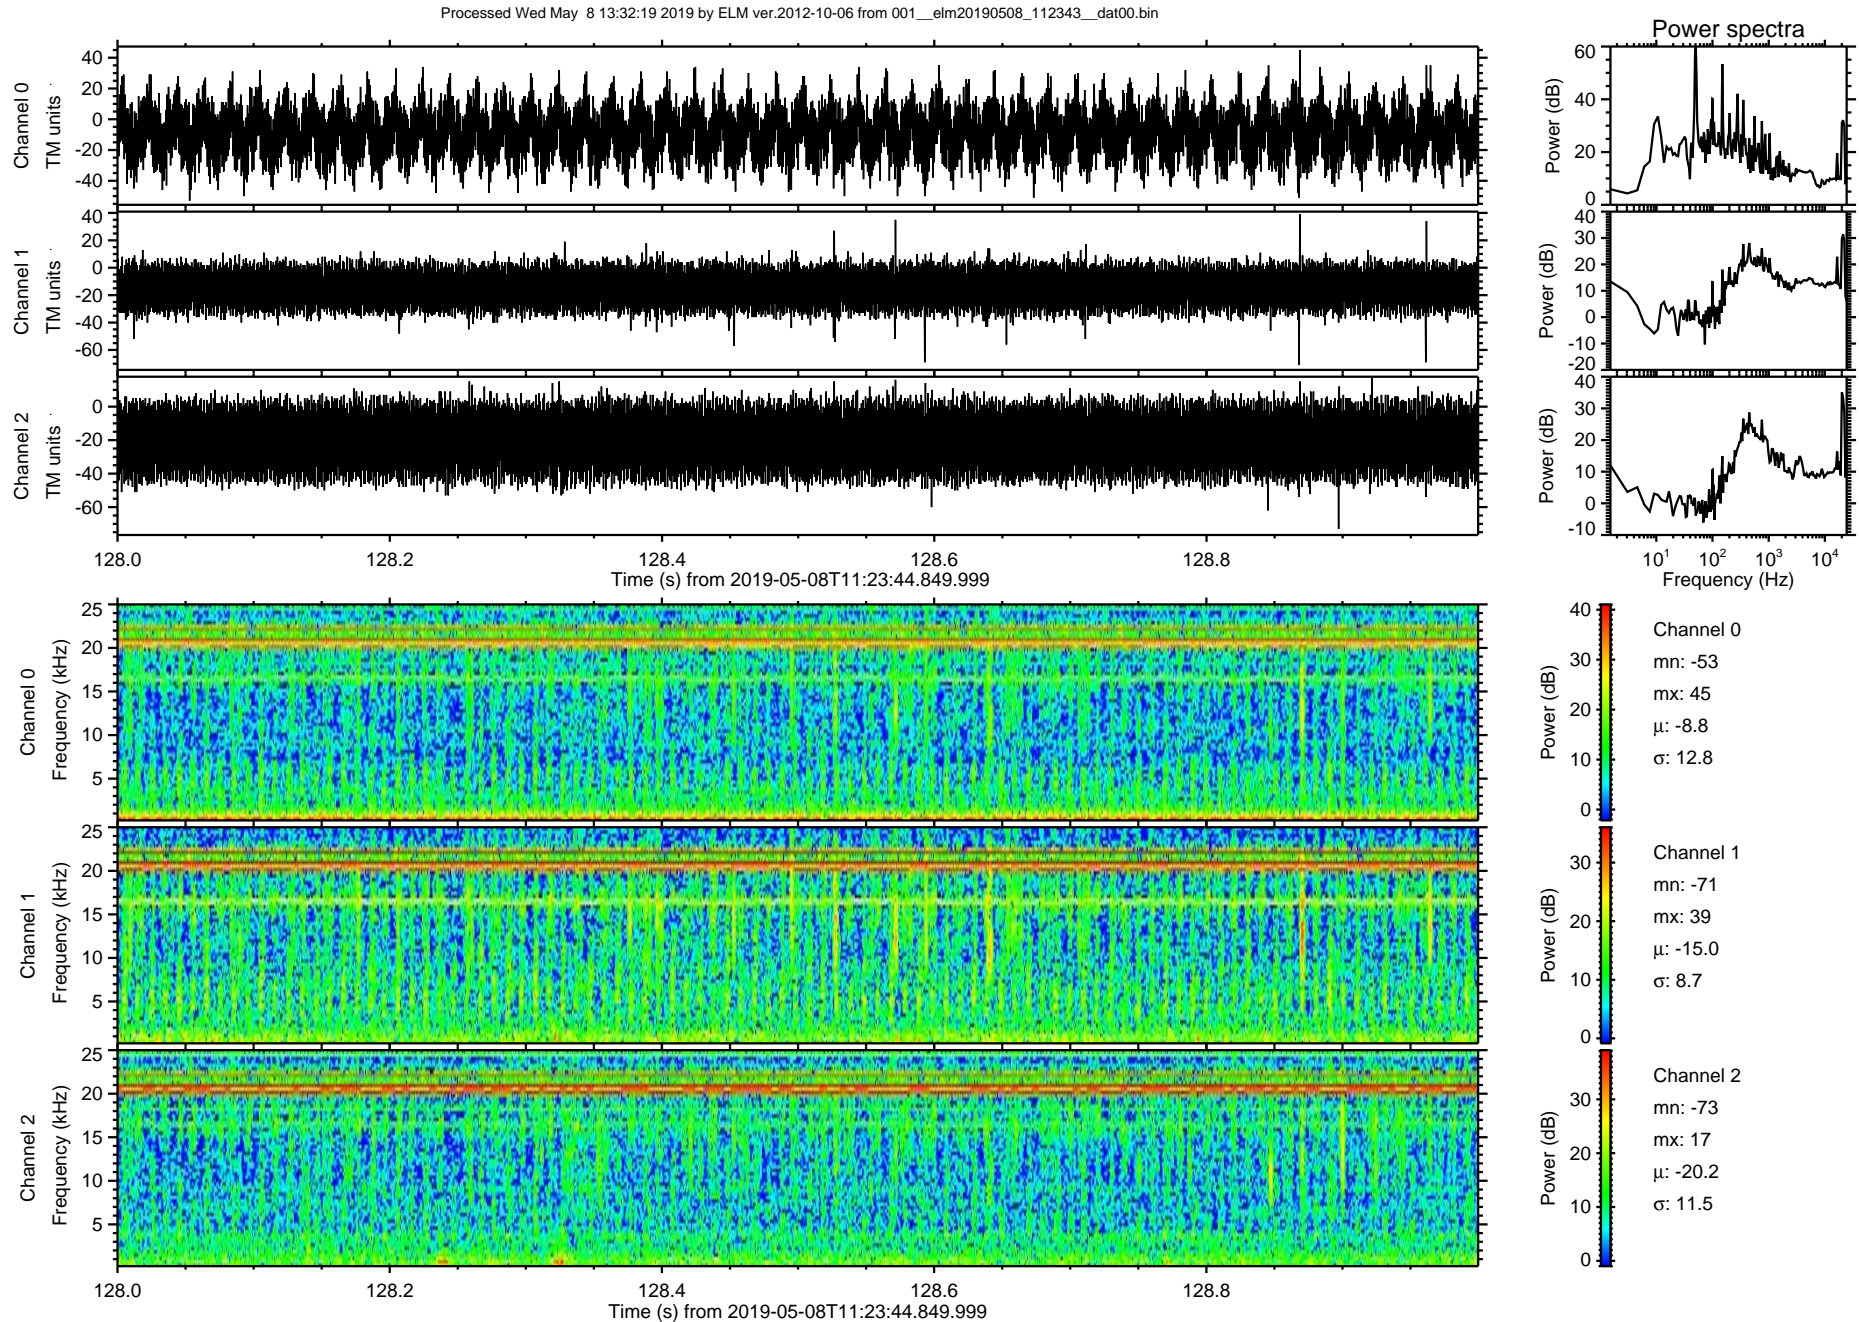 Processed Wed May  8 13:32:19 2019 by ELM ver.2012-10-06 from 001__elm20190508_112343__dat00.bin
Power spectra
Channel 0
TM units
40
20
0
-20
-40
Power (dB)
60
40
20
0
Channel 1
TM units
40
20
0
-20
-40
-60
Power (dB)
40
30
20
10
0
-10
-20
Channel 2
TM units
0
-20
-40
-60
Power (dB)
40
30
20
10
0
-10
128.0 128.2 128.4 128.6 128.8
Time (s) from 2019-05-08T11:23:44.849.999
10^1 10^2 10^3 10^4
Frequency (Hz)
Channel 0
Frequency (kHz)
25
20
15
10
5
Power (dB)
40
30
20
10
0
Channel 0
mn: -53
mx: 45
μ: -8.8
σ: 12.8
Channel 1
Frequency (kHz)
25
20
15
10
5
Power (dB)
30
20
10
0
Channel 1
mn: -71
mx: 39
μ: -15.0
σ: 8.7
Channel 2
Frequency (kHz)
25
20
15
10
5
Power (dB)
30
20
10
0
Channel 2
mn: -73
mx: 17
μ: -20.2
σ: 11.5
128.0 128.2 128.4 128.6 128.8
Time (s) from 2019-05-08T11:23:44.849.999